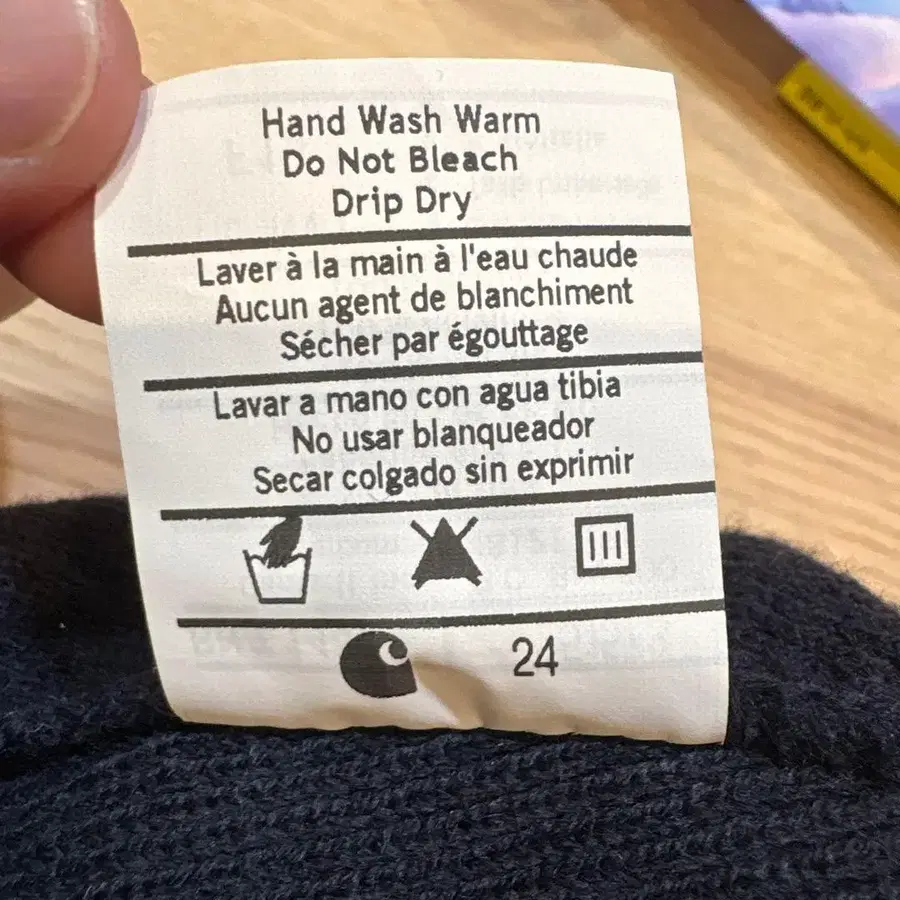 Hand Wash Warm
Do Not Bleach
Drip Dry
Laver à la main à l'eau chaude
Aucun agent de blanchiment
Sécher par égouttage
Lavar a mano con agua tibia
No usar blanqueador
Secar colgado sin exprimir
24